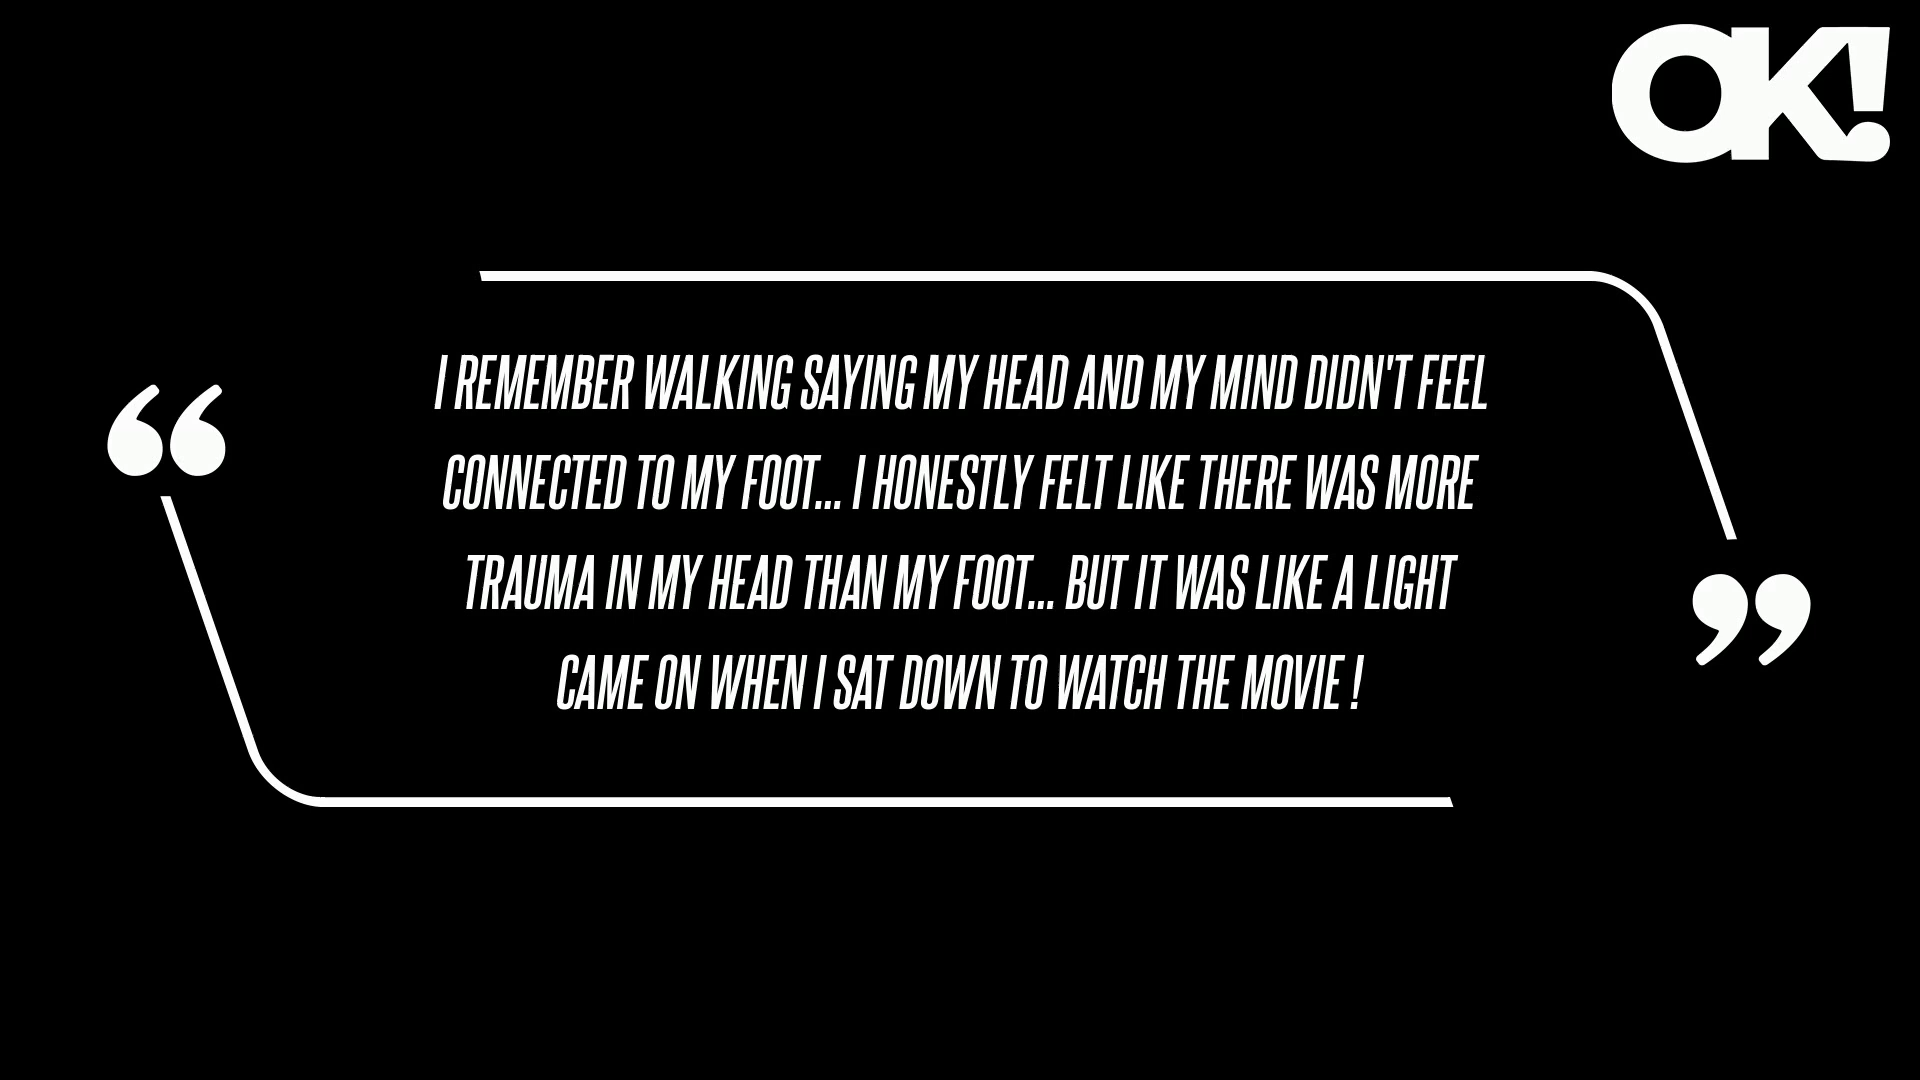 OK!
“
I REMEMBER WALKING SAYING MY HEAD AND MY MIND DIDN'T FEEL
CONNECTED TO MY FOOT... I HONESTLY FELT LIKE THERE WAS MORE
TRAUMA IN MY HEAD THAN MY FOOT... BUT IT WAS LIKE A LIGHT
CAME ON WHEN I SAT DOWN TO WATCH THE MOVIE !
”